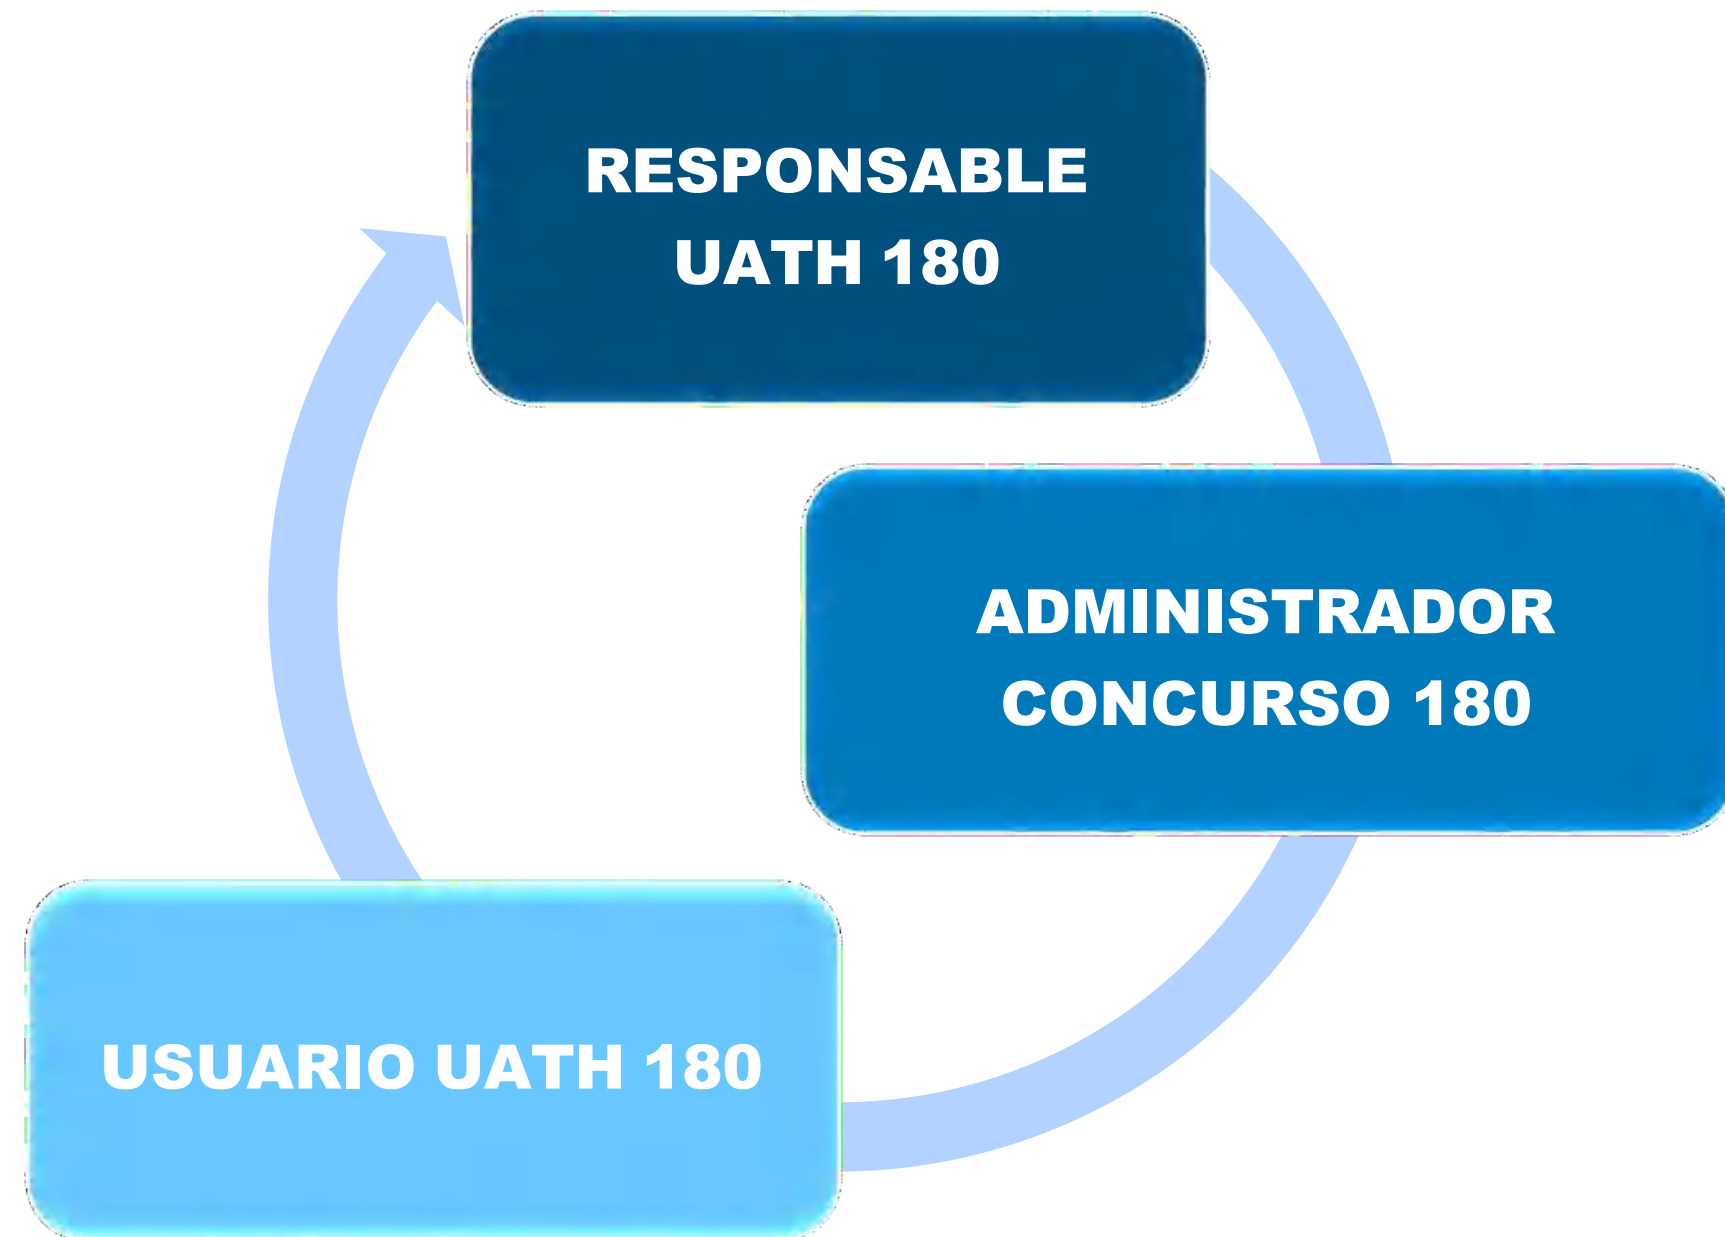 RESPONSABLE
UATH 180
ADMINISTRADOR
CONCURSO 180
USUARIO UATH 180